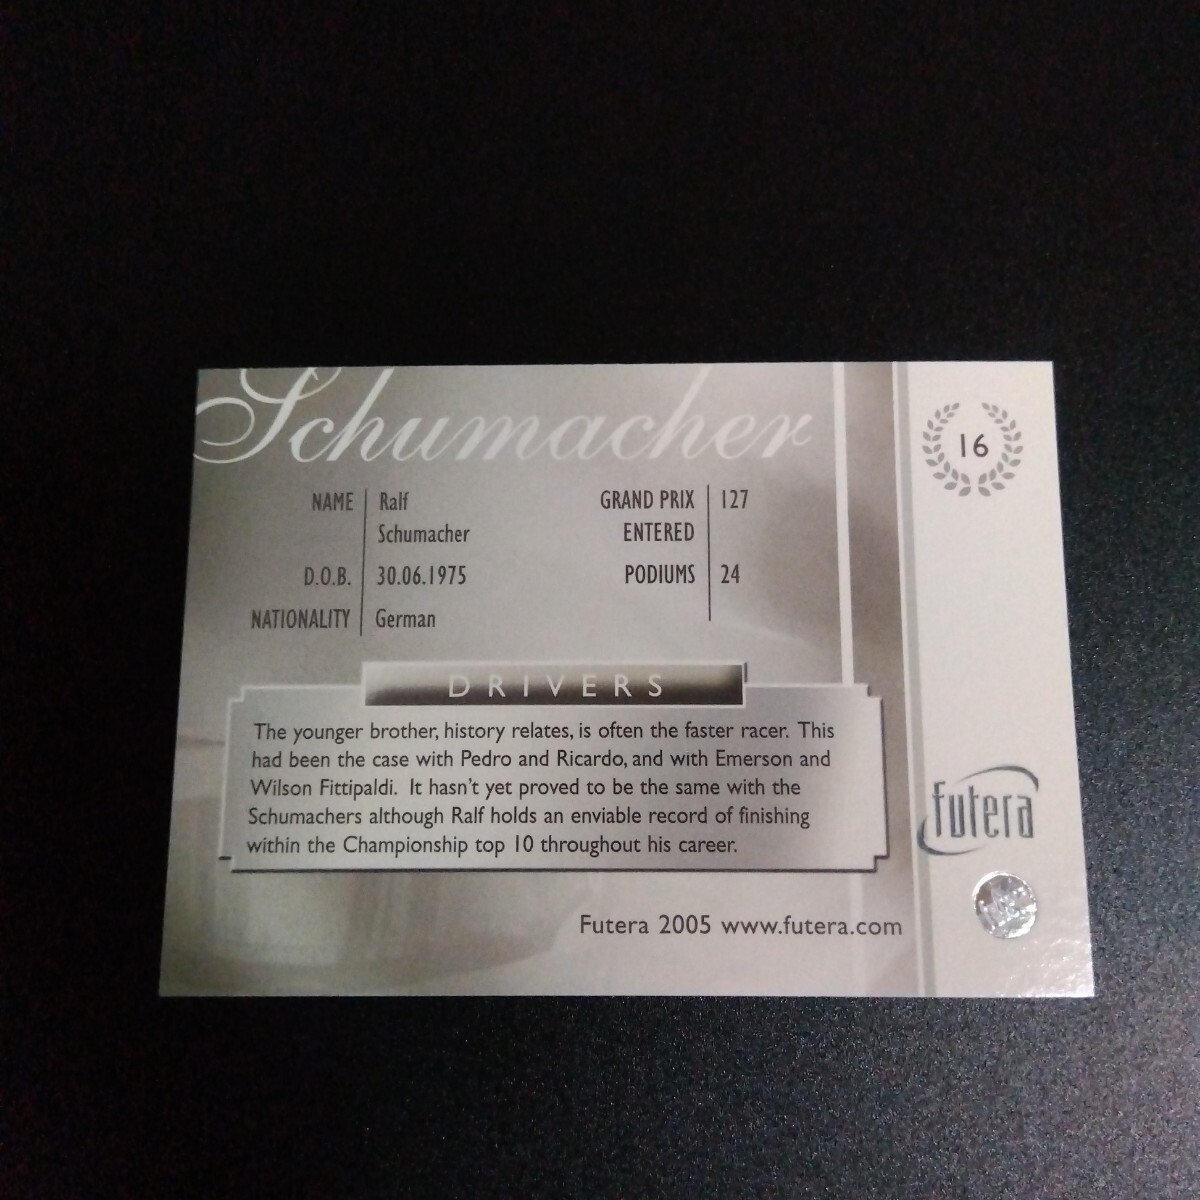 Schumacher
16
NAME Ralf
Schumacher
D.O.B. 30.06.1975
NATIONALITY German
GRAND PRIX 127
ENTERED
PODIUMS 24
DRIVERS
The younger brother, history relates, is often the faster racer. This
had been the case with Pedro and Ricardo, and with Emerson and
Wilson Fittipaldi. It hasn't yet proved to be the same with the
Schumachers although Ralf holds an enviable record of finishing
within the Championship top 10 throughout his career.
futera
Futera 2005 www.futera.com